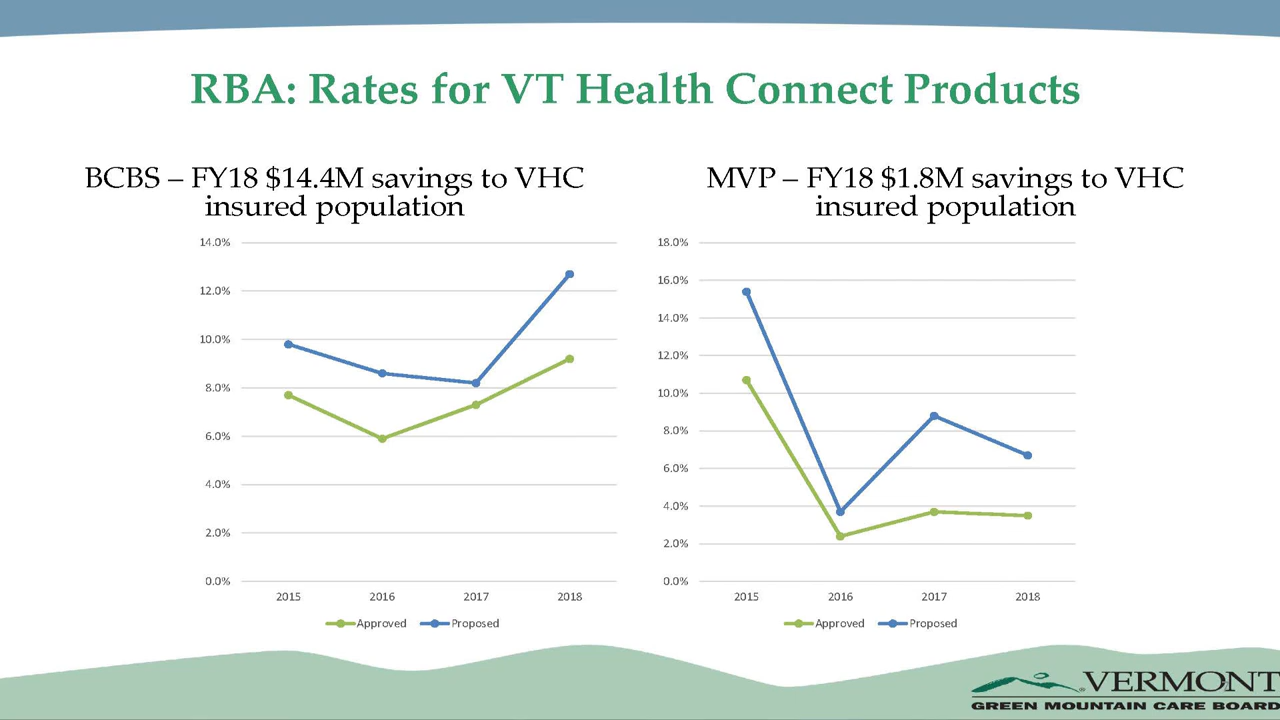 RBA: Rates for VT Health Connect Products
BCBS – FY18 $14.4M savings to VHC
insured population
14.0%
12.0%
10.0%
8.0%
6.0%
4.0%
2.0%
0.0%
2015 2016 2017 2018
Approved Proposed
MVP – FY18 $1.8M savings to VHC
insured population
18.0%
16.0%
14.0%
12.0%
10.0%
8.0%
6.0%
4.0%
2.0%
0.0%
2015 2016 2017 2018
Approved Proposed
VERMONT
GREEN MOUNTAIN CARE BOARD